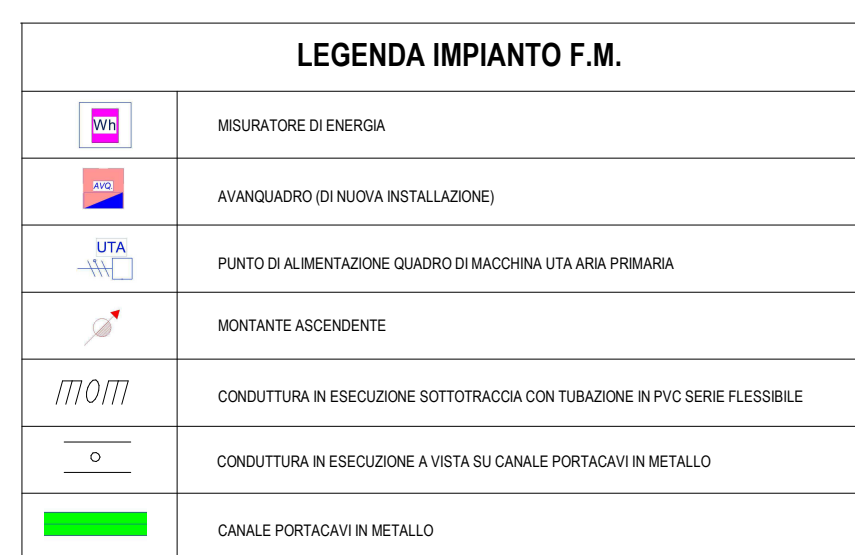 LEGENDA IMPIANTO F.M.
Wh
MISURATORE DI ENERGIA
AVQ.
AVANQUADRO (DI NUOVA INSTALLAZIONE)
UTA
PUNTO DI ALIMENTAZIONE QUADRO DI MACCHINA UTA ARIA PRIMARIA
MONTANTE ASCENDENTE
CONDUTTURA IN ESECUZIONE SOTTOTRACCIA CON TUBAZIONE IN PVC SERIE FLESSIBILE
CONDUTTURA IN ESECUZIONE A VISTA SU CANALE PORTACAVI IN METALLO
CANALE PORTACAVI IN METALLO